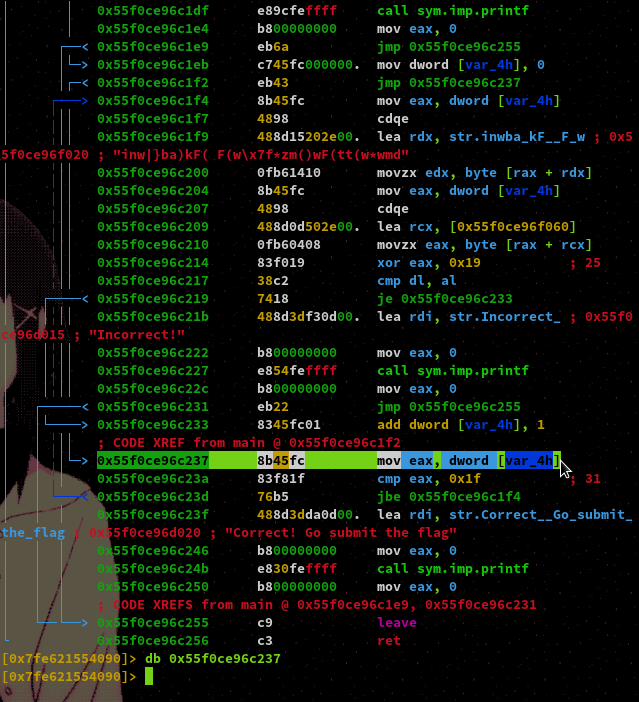 0x55f0ce96c1df e89cfeffff call sym.imp.printf
0x55f0ce96c1e4 b800000000 mov eax, 0
0x55f0ce96c1e9 eb6a jmp 0x55f0ce96c255
0x55f0ce96c1eb c745fc000000. mov dword [var_4h], 0
0x55f0ce96c1f2 eb43 jmp 0x55f0ce96c237
0x55f0ce96c1f4 8b45fc mov eax, dword [var_4h]
0x55f0ce96c1f7 4898 cdqe
0x55f0ce96c1f9 488d15202e00. lea rdx, str.inwba_kF__F_w ; 0x5
5f0ce96f020 ; "inw|}ba)kF( F(w\x7f*zm()wF(tt(w*wmd"
0x55f0ce96c200 0fb61410 movzx edx, byte [rax + rdx]
0x55f0ce96c204 8b45fc mov eax, dword [var_4h]
0x55f0ce96c207 4898 cdqe
0x55f0ce96c209 488d0d502e00. lea rcx, [0x55f0ce96f060]
0x55f0ce96c210 0fb60408 movzx eax, byte [rax + rcx]
0x55f0ce96c214 83f019 xor eax, 0x19 ; 25
0x55f0ce96c217 38c2 cmp dl, al
0x55f0ce96c219 7418 je 0x55f0ce96c233
0x55f0ce96c21b 488d3df30d00. lea rdi, str.Incorrect_ ; 0x55f0
ce96d015 ; "Incorrect!"
0x55f0ce96c222 b800000000 mov eax, 0
0x55f0ce96c227 e854feffff call sym.imp.printf
0x55f0ce96c22c b800000000 mov eax, 0
0x55f0ce96c231 eb22 jmp 0x55f0ce96c255
0x55f0ce96c233 8345fc01 add dword [var_4h], 1
; CODE XREF from main @ 0x55f0ce96c1f2
0x55f0ce96c237 8b45fc mov eax, dword [var_4h]
0x55f0ce96c23a 83f81f cmp eax, 0x1f ; 31
0x55f0ce96c23d 76b5 jbe 0x55f0ce96c1f4
0x55f0ce96c23f 488d3dda0d00. lea rdi, str.Correct__Go_submit_
the_flag ; 0x55f0ce96d020 ; "Correct! Go submit the flag"
0x55f0ce96c246 b800000000 mov eax, 0
0x55f0ce96c24b e830feffff call sym.imp.printf
0x55f0ce96c250 b800000000 mov eax, 0
; CODE XREFS from main @ 0x55f0ce96c1e9, 0x55f0ce96c231
0x55f0ce96c255 c9 leave
0x55f0ce96c256 c3 ret
[0x7fe621554090]> db 0x55f0ce96c237
[0x7fe621554090]>